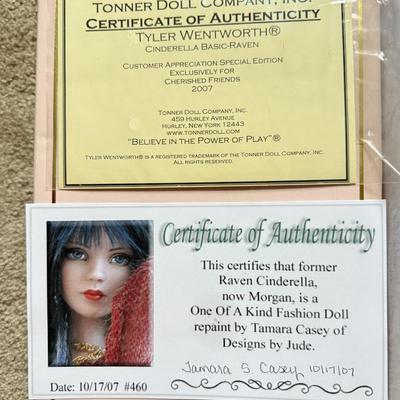 TONNER DOLL COMPANY, INC.
CERTIFICATE OF AUTHENTICITY
TYLER WENTWORTH®
CINDERELLA BASIC-RAVEN
CUSTOMER APPRECIATION SPECIAL EDITION
EXCLUSIVELY FOR
CHERISHED FRIENDS
2007
TONNER DOLL COMPANY, INC.
459 HURLEY AVENUE
HURLEY, NEW YORK 12443
WWW.TONNERDOLL.COM
"BELIEVE IN THE POWER OF PLAY"®
TYLER WENTWORTH® IS A REGISTERED TRADEMARK OF THE TONNER DOLL COMPANY, INC.
ALL RIGHTS RESERVED.
Certificate of Authenticity
This certifies that former
Raven Cinderella,
now Morgan, is a
One Of A Kind Fashion Doll
repaint by Tamara Casey of
Designs by Jude.
Tamara S. Casey 10/17/07
Date: 10/17/07 #460